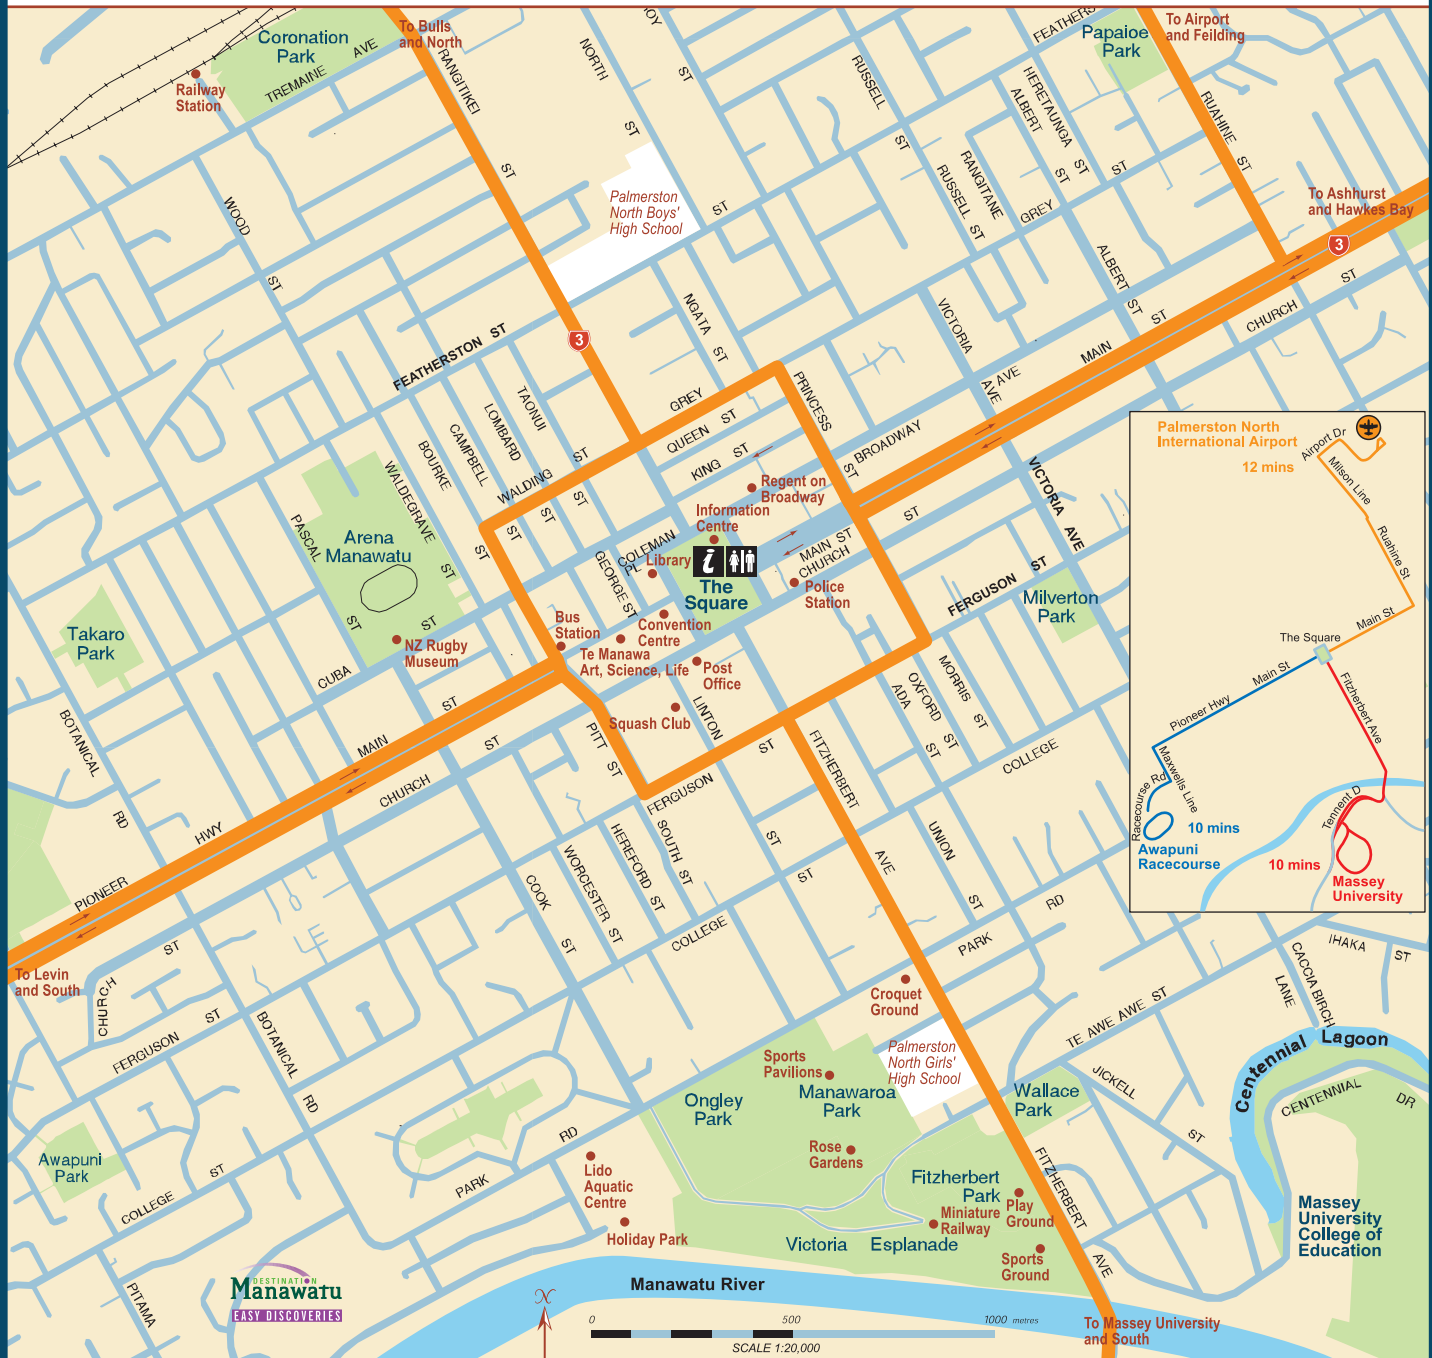 Coronation
Park
TREMAINE AVE
Railway
Station
To Bulls
and North
RANGITIKEI
ST
NORTH
ST
ST
RUSSELL
ST
FEATHERS
Papaioe
Park
To Airport
and Feilding
HERETAUNGA
ST
ALBERT
ST
RUAHINE ST
ST
RANGITANE
RUSSELL ST
GREY
Palmerston
North Boys'
High School
ST
To Ashhurst
and Hawkes Bay
3
WOOD
ST
ALBERT ST
ST
CHURCH
ST
MAIN
FEATHERSTON ST
3
NGATA
ST
VICTORIA
AVE
AVE
BROADWAY
PRINCESS
ST
GREY
QUEEN ST
KING ST
TAONUI
ST
LOMBARD
ST
CAMPBELL
ST
BOURKE
ST
WALDEGRAVE
ST
WALDING
ST
PASCAL
ST
Arena
Manawatu
Regent on
Broadway
Information
Centre
i
The
Square
Library
COLEMAN
PL
GEORGE ST
MAIN ST
CHURCH
ST
Police
Station
VICTORIA AVE
FERGUSON ST
Milverton
Park
Bus
Station
Convention
Centre
Te Manawa
Art, Science, Life
Post
Office
Squash Club
LINTON
ST
NZ Rugby
Museum
CUBA
ST
Takaro
Park
BOTANICAL
RD
MAIN
ST
CHURCH
ST
PITT
ST
FERGUSON
ST
FITZHERBERT
AVE
ADA
ST
OXFORD
ST
MORRIS
ST
COLLEGE
ST
UNION
ST
PIONEER
HWY
SOUTH
ST
HEREFORD
ST
WORCESTER
ST
COOK
ST
COLLEGE
PARK
RD
To Levin
and South
CHURCH
ST
FERGUSON
ST
BOTANICAL
RD
Croquet
Ground
Palmerston
North Girls'
High School
Sports
Pavilions
Manawaroa
Park
Ongley
Park
Wallace
Park
TE AWE AWE ST
JICKELL
ST
CACCIA BIRCH
LANE
IHAKA
ST
Centennial Lagoon
CENTENNIAL
DR
Rose
Gardens
Fitzherbert
Park
Miniature
Railway
Play
Ground
Sports
Ground
Victoria Esplanade
FITZHERBERT
AVE
Massey
University
College of
Education
Awapuni
Park
COLLEGE
ST
PARK
RD
Lido
Aquatic
Centre
Holiday Park
PITAMA
DESTINATION
Manawatu
EASY DISCOVERIES
Manawatu River
N
0 500 1000 metres
SCALE 1:20,000
To Massey University
and South
Palmerston North
International Airport
12 mins
Airport Dr
Milson Line
Ruahine St
Main St
The Square
Main St
Pioneer Hwy
Fitzherbert Ave
Maxwells Line
Racecourse Rd
10 mins
Awapuni
Racecourse
Tennent D
10 mins
Massey
University